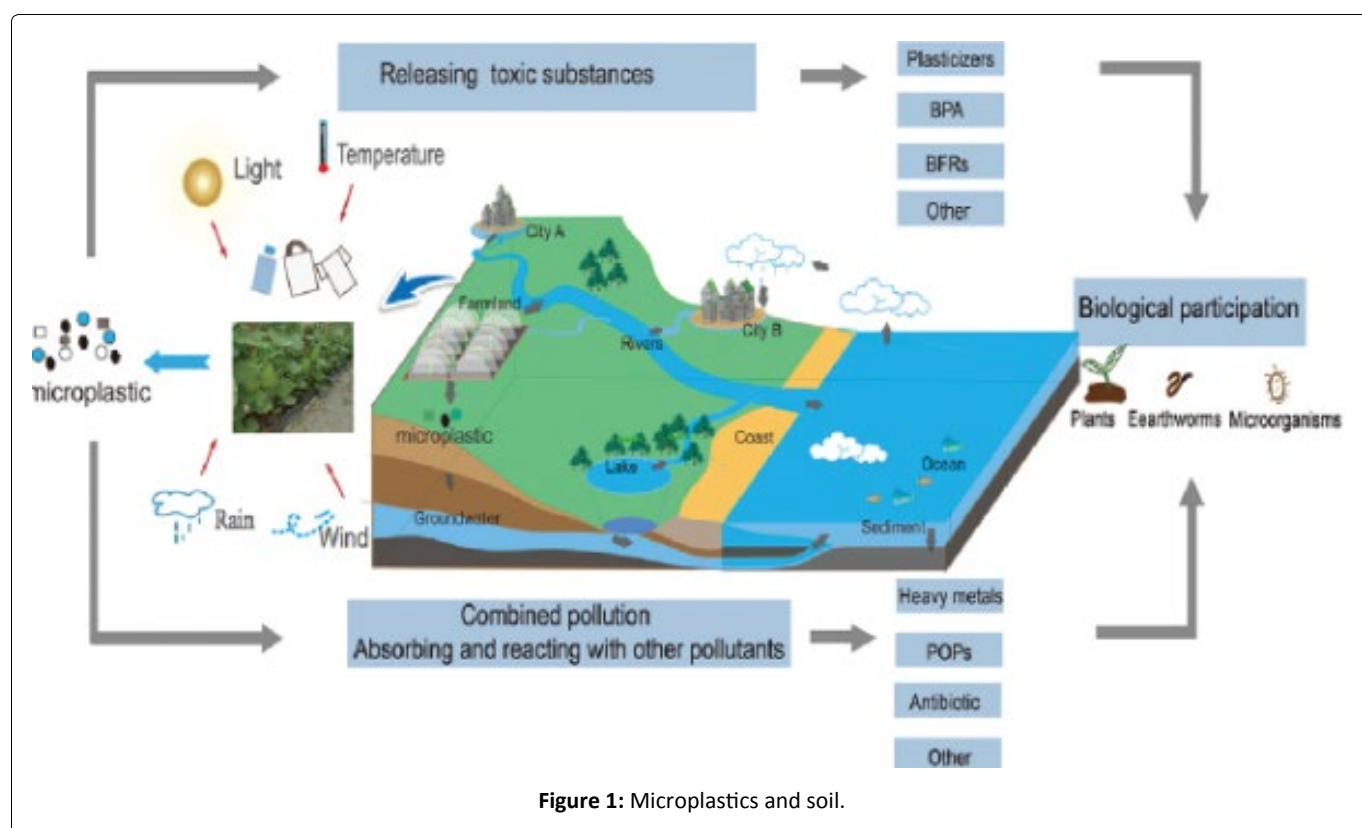 Releasing toxic substances
Plasticizers
BPA
BFRs
Other
Light
Temperature
City A
Farmland
City B
Rivers
Biological participation
Plants Eearthworms Microorganisms
microplastic
microplastic
Coast
Lake
Ocean
Rain
Wind
Groundwater
Sediment
Combined pollution
Absorbing and reacting with other pollutants
Heavy metals
POPs
Antibiotic
Other
Figure 1: Microplastics and soil.